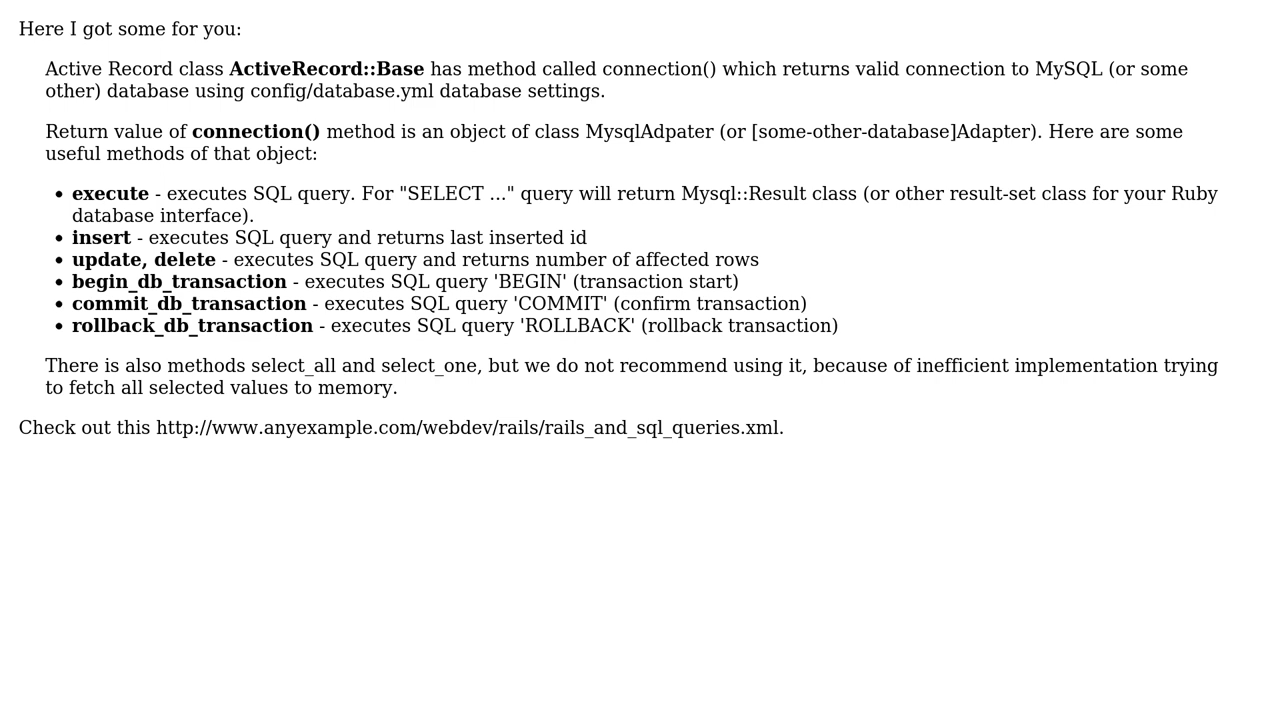 Here I got some for you:
Active Record class ActiveRecord::Base has method called connection() which returns valid connection to MySQL (or some
other) database using config/database.yml database settings.
Return value of connection() method is an object of class MysqlAdpater (or [some-other-database]Adapter). Here are some
useful methods of that object:
• execute - executes SQL query. For "SELECT ..." query will return Mysql::Result class (or other result-set class for your Ruby
database interface).
• insert - executes SQL query and returns last inserted id
• update, delete - executes SQL query and returns number of affected rows
• begin_db_transaction - executes SQL query 'BEGIN' (transaction start)
• commit_db_transaction - executes SQL query 'COMMIT' (confirm transaction)
• rollback_db_transaction - executes SQL query 'ROLLBACK' (rollback transaction)
There is also methods select_all and select_one, but we do not recommend using it, because of inefficient implementation trying
to fetch all selected values to memory.
Check out this http://www.anyexample.com/webdev/rails/rails_and_sql_queries.xml.